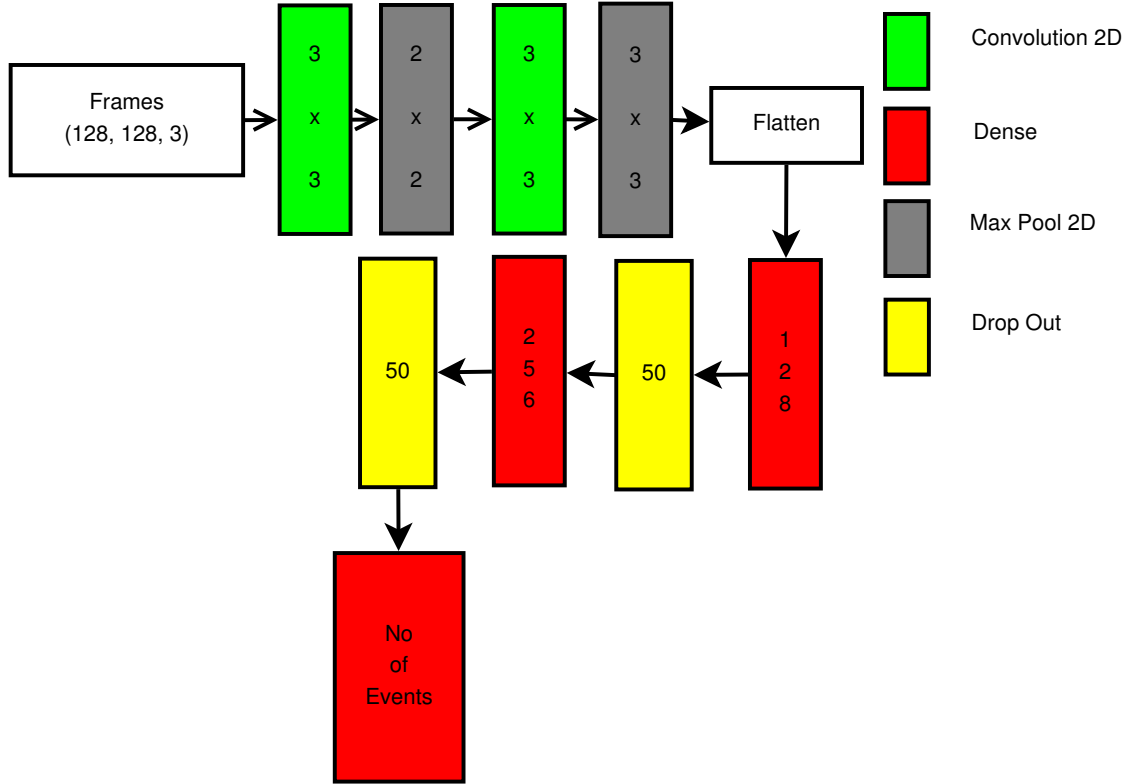 Frames
(128, 128, 3)
3
x
3
2
x
2
3
x
3
3
x
3
Flatten
1
2
8
50
2
5
6
50
No
of
Events
Convolution 2D
Dense
Max Pool 2D
Drop Out